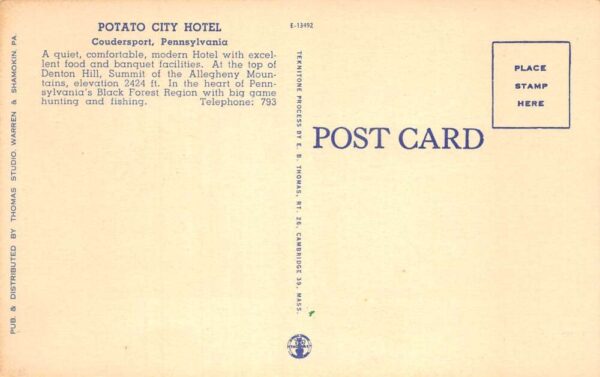 POTATO CITY HOTEL
Coudersport, Pennsylvania
A quiet, comfortable, modern Hotel with excel-
lent food and banquet facilities. At the top of
Denton Hill, Summit of the Allegheny Moun-
tains, elevation 2424 ft. In the heart of Penn-
sylvania's Black Forest Region with big game
hunting and fishing. Telephone: 793
PUB. & DISTRIBUTED BY THOMAS STUDIO, WARREN & SHAMOKIN, PA.
E-13492
TEKNITONE PROCESS BY E. B. THOMAS, RT. 26, CAMBRIDGE 39, MASS.
POST CARD
PLACE
STAMP
HERE